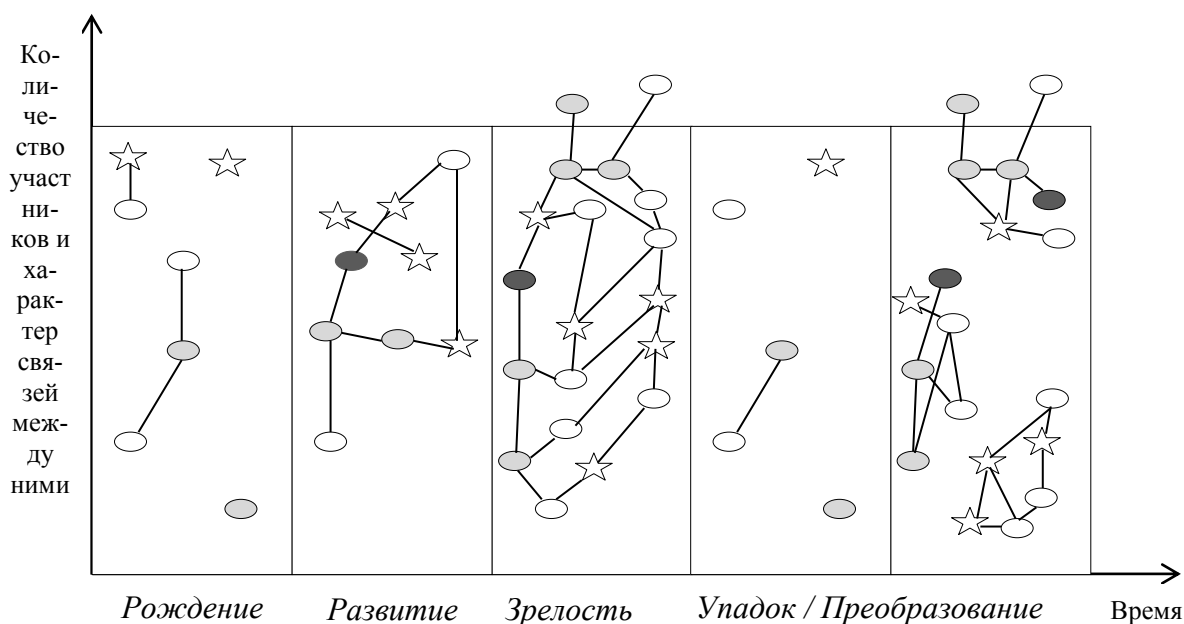 Ко-
ли-
че-
ство
участ
ни-
ков и
ха-
рак-
тер
свя-
зей
меж-
ду
ними
Рождение
Развитие
Зрелость
Упадок / Преобразование
Время